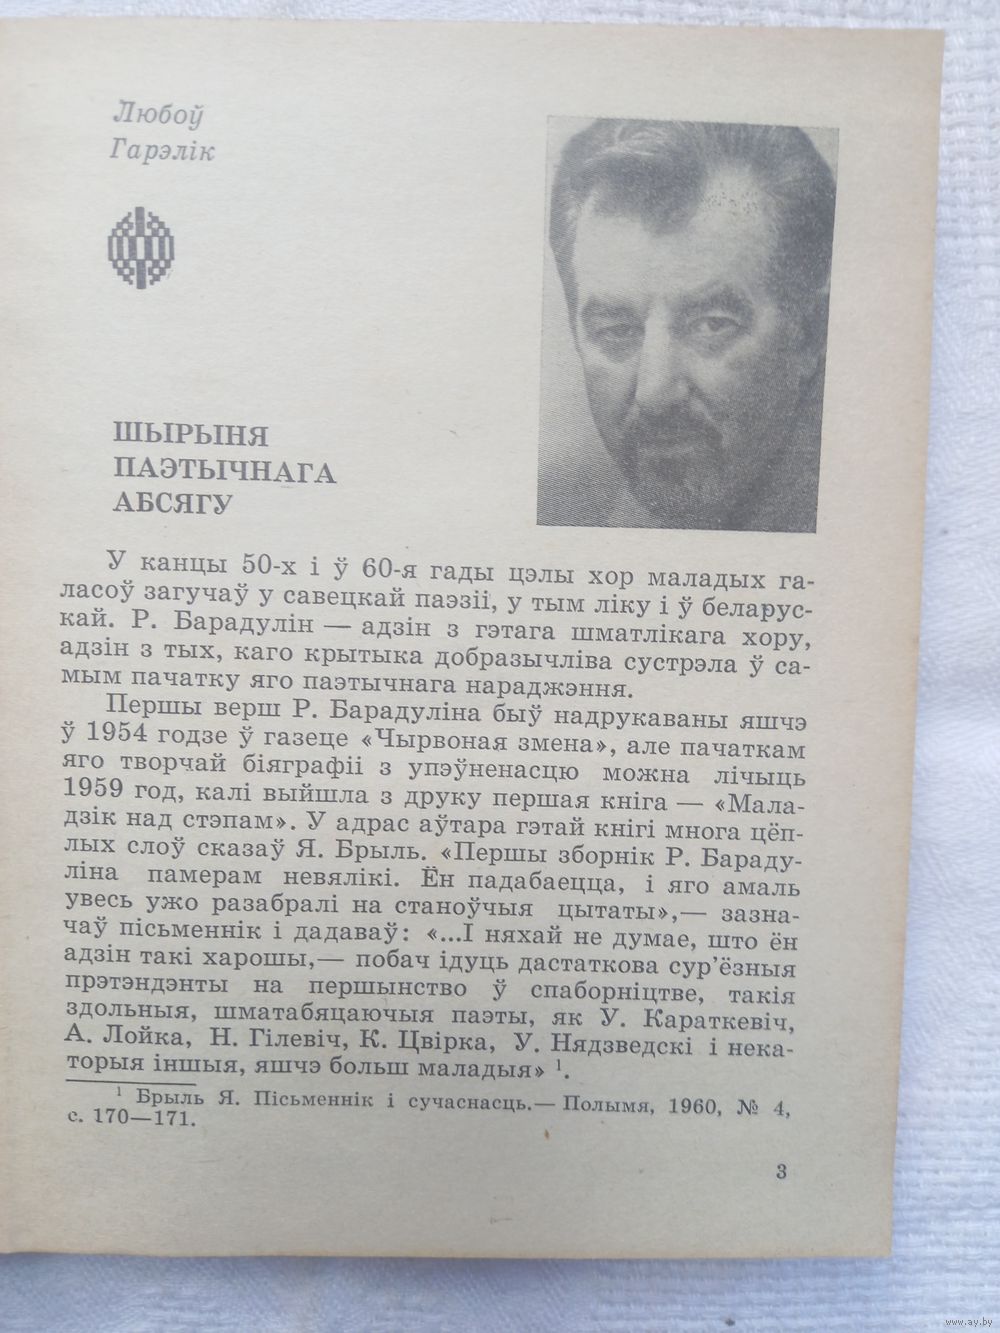 Любоў
Гарэлік
ШЫРЫНЯ
ПАЭТЫЧНАГА
АБСЯГУ
У канцы 50-х і ў 60-я гады цэлы хор маладых га-
ласоў загучаў у савецкай паэзіі, у тым ліку і ў беларус-
кай. Р. Барадулін — адзін з гэтага шматлікага хору,
адзін з тых, каго крытыка добразычліва сустрэла ў са-
мым пачатку яго паэтычнага нараджэння.
Першы верш Р. Барадуліна быў надрукаваны яшчэ
ў 1954 годзе ў газеце «Чырвоная змена», але пачаткам
яго творчай біяграфіі з упэўненасцю можна лічыць
1959 год, калі выйшла з друку першая кніга — «Мала-
дзік над стэпам». У адрас аўтара гэтай кнігі многа цёп-
лых слоў сказаў Я. Брыль. «Першы зборнік Р. Бараду-
ліна памерам невялікі. Ён падабаецца, і яго амаль
увесь ужо разабралі на станоўчыя цытаты»,— зазна-
чаў пісьменнік і дадаваў: «...І няхай не думае, што ён
адзін такі харошы,— побач ідуць дастаткова сур’ёзныя
прэтэндэнты на першынство ў спаборніцтве, такія
здольныя, шматабяцаючыя паэты, як У. Караткевіч,
А. Лойка, Н. Гілевіч, К. Цвірка, У. Нядзведскі і нека-
торыя іншыя, яшчэ больш маладыя» ¹.
¹ Брыль Я. Пісьменнік і сучаснасць.— Полымя, 1960, № 4,
с. 170—171.
3
www.ay.by